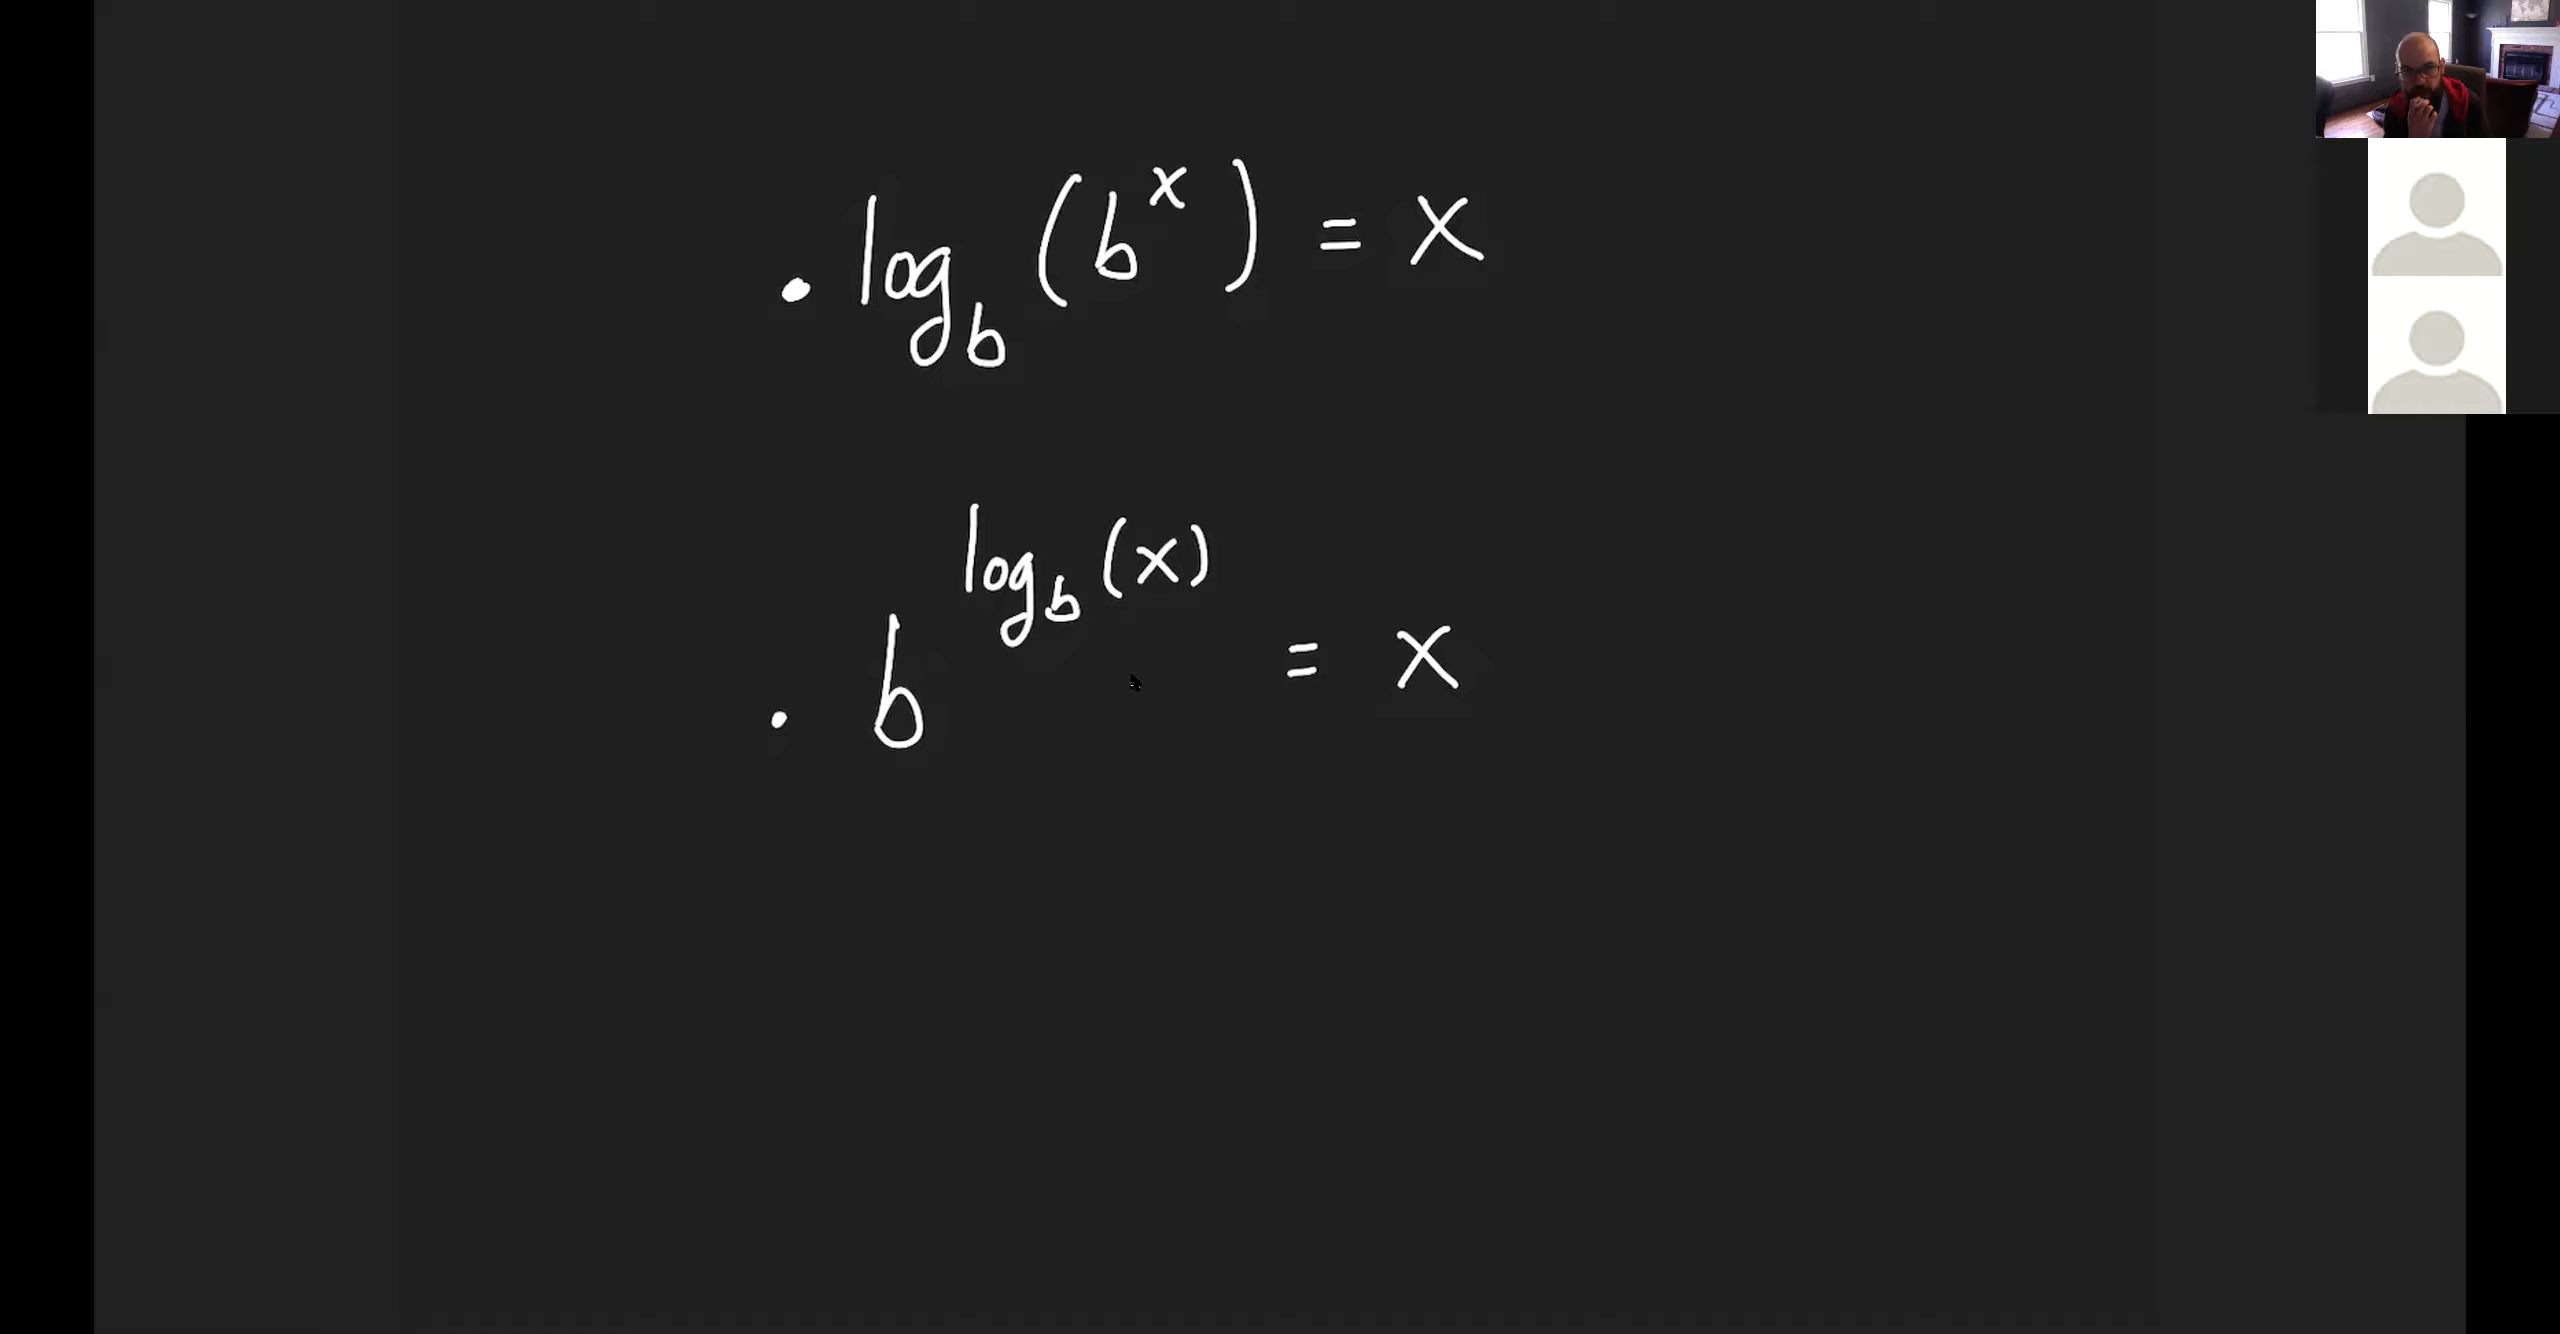 • log_b (b^x) = x
• b^{log_b (x)} = x